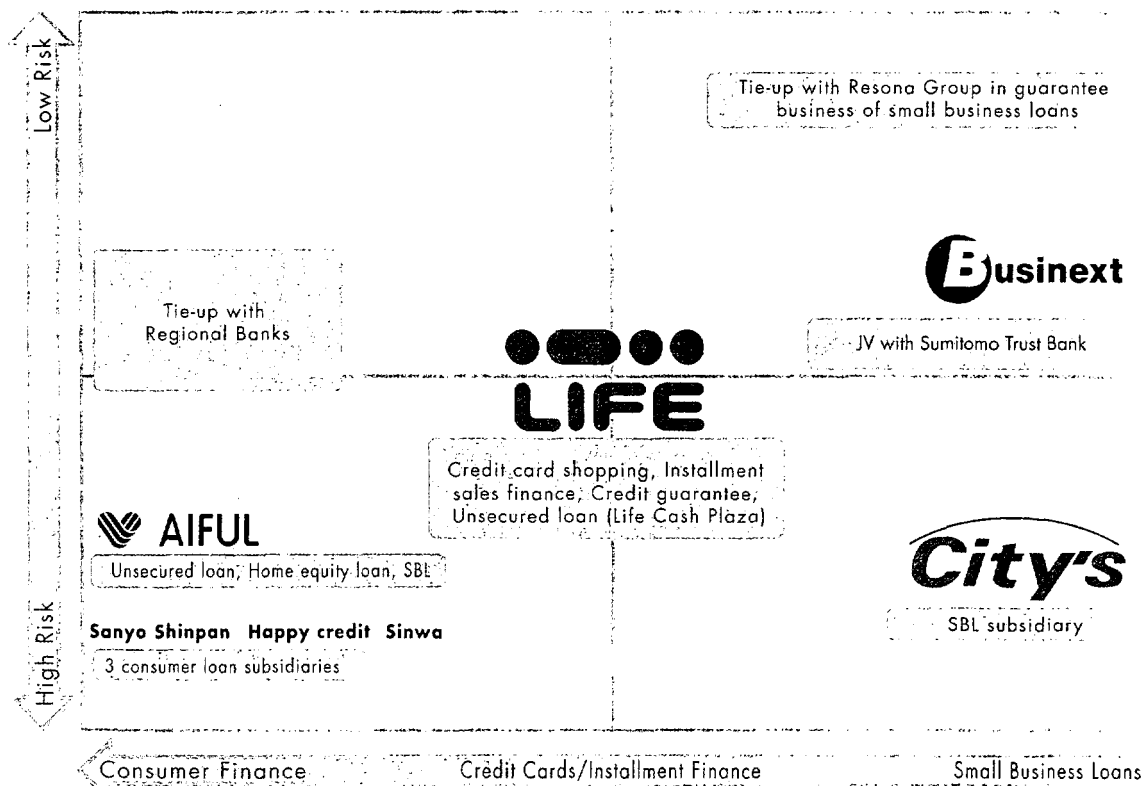 Low Risk
Tie-up with Resona Group in guarantee
business of small business loans
Businext
JV with Sumitomo Trust Bank
Tie-up with
Regional Banks
LIFE
Credit card shopping, Installment
sales finance, Credit guarantee,
Unsecured loan (Life Cash Plaza)
AIFUL
Unsecured loan, Home equity loan, SBL
Sanyo Shinpan Happy credit Sinwa
3 consumer loan subsidiaries
City's
SBL subsidiary
High Risk
Consumer Finance
Credit Cards/Installment Finance
Small Business Loans